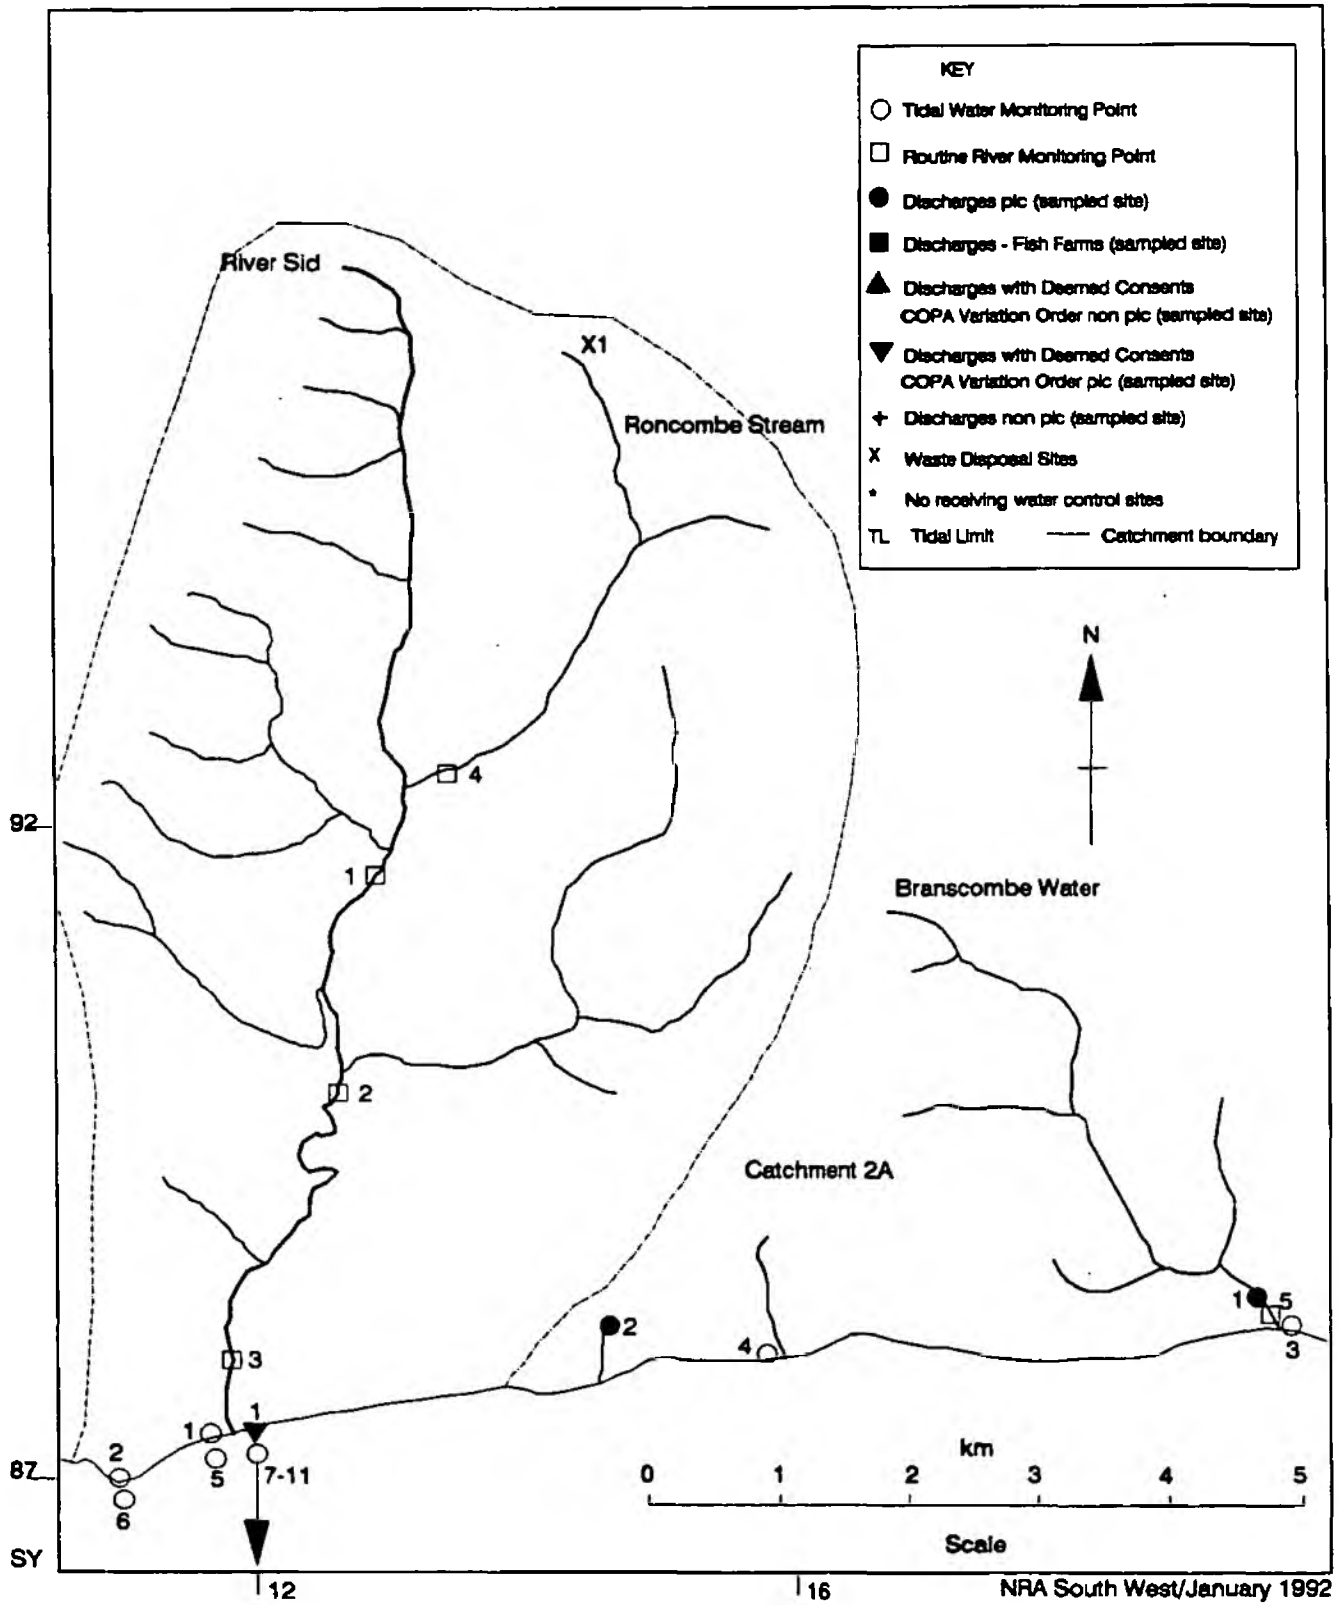 KEY
Tidal Water Monitoring Point
Routine River Monitoring Point
Discharges plc (sampled site)
Discharges - Fish Farms (sampled site)
Discharges with Deemed Consents
COPA Variation Order non plc (sampled site)
Discharges with Deemed Consents
COPA Variation Order plc (sampled site)
+ Discharges non plc (sampled site)
X Waste Disposal Sites
* No receiving water control sites
TL Tidal Limit Catchment boundary
River Sid
X1
Roncombe Stream
N
4
92
1
Branscombe Water
2
Catchment 2A
1 5
2
4
3
3
1
1
2
5
7-11
87
6
km
0 1 2 3 4 5
Scale
SY
12
16
NRA South West/January 1992